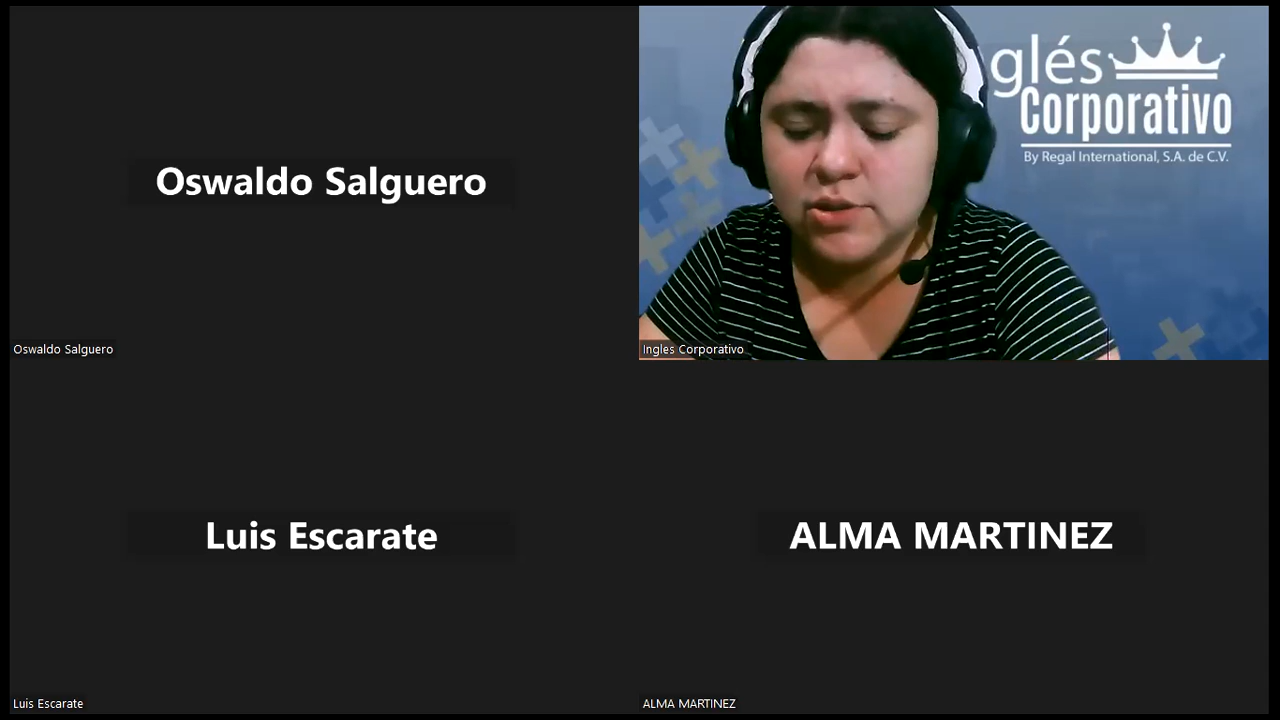 Oswaldo Salguero
Oswaldo Salguero
glés
Corporativo
By Regal International, S.A. de C.V.
Ingles Corporativo
Luis Escarate
Luis Escarate
ALMA MARTINEZ
ALMA MARTINEZ